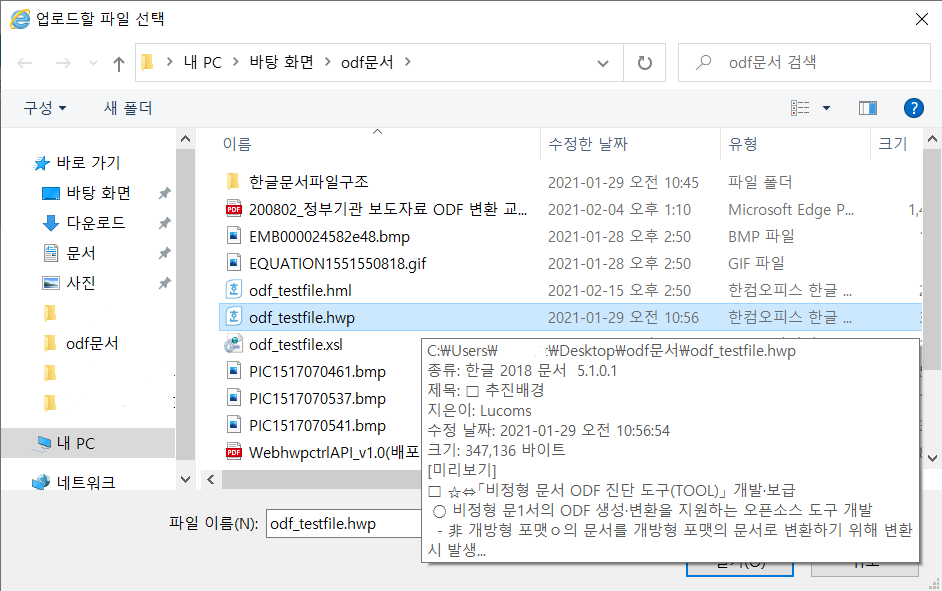 업로드할 파일 선택
내 PC > 바탕 화면 > odf문서 >
odf문서 검색
구성
새 폴더
이름 수정한 날짜 유형 크기
바로 가기
바탕 화면
다운로드
문서
사진
odf문서
내 PC
네트워크
한글문서파일구조 2021-01-29 오전 10:45 파일 폴더
200802_정부기관 보도자료 ODF 변환 교... 2021-02-04 오후 1:10 Microsoft Edge P...
EMB000024582e48.bmp 2021-01-28 오후 2:50 BMP 파일
EQUATION1551550818.gif 2021-01-28 오후 2:50 GIF 파일
odf_testfile.hml 2021-02-15 오후 2:50 한컴오피스 한글 ...
odf_testfile.hwp 2021-01-29 오전 10:56 한컴오피스 한글 ...
odf_testfile.xsl
PIC1517070461.bmp
PIC1517070537.bmp
PIC1517070541.bmp
Webhwpctrl​API_v1.0(배포
C:₩Users₩ ₩Desktop₩odf문서₩odf_testfile.hwp
종류: 한글 2018 문서 5.1.0.1
제목: □ 추진배경
지은이: Lucoms
수정 날짜: 2021-01-29 오전 10:56:54
크기: 347,136 바이트
[미리보기]
□ ☆⇔「비정형 문서 ODF 진단 도구(TOOL)」 개발·보급
○ 비정형 문1서의 ODF 생성·변환을 지원하는 오픈소스 도구 개발
- 非 개방형 포맷ㅇ의 문서를 개방형 포맷의 문서로 변환하기 위해 변환
시 발생...
파일 이름(N): odf_testfile.hwp